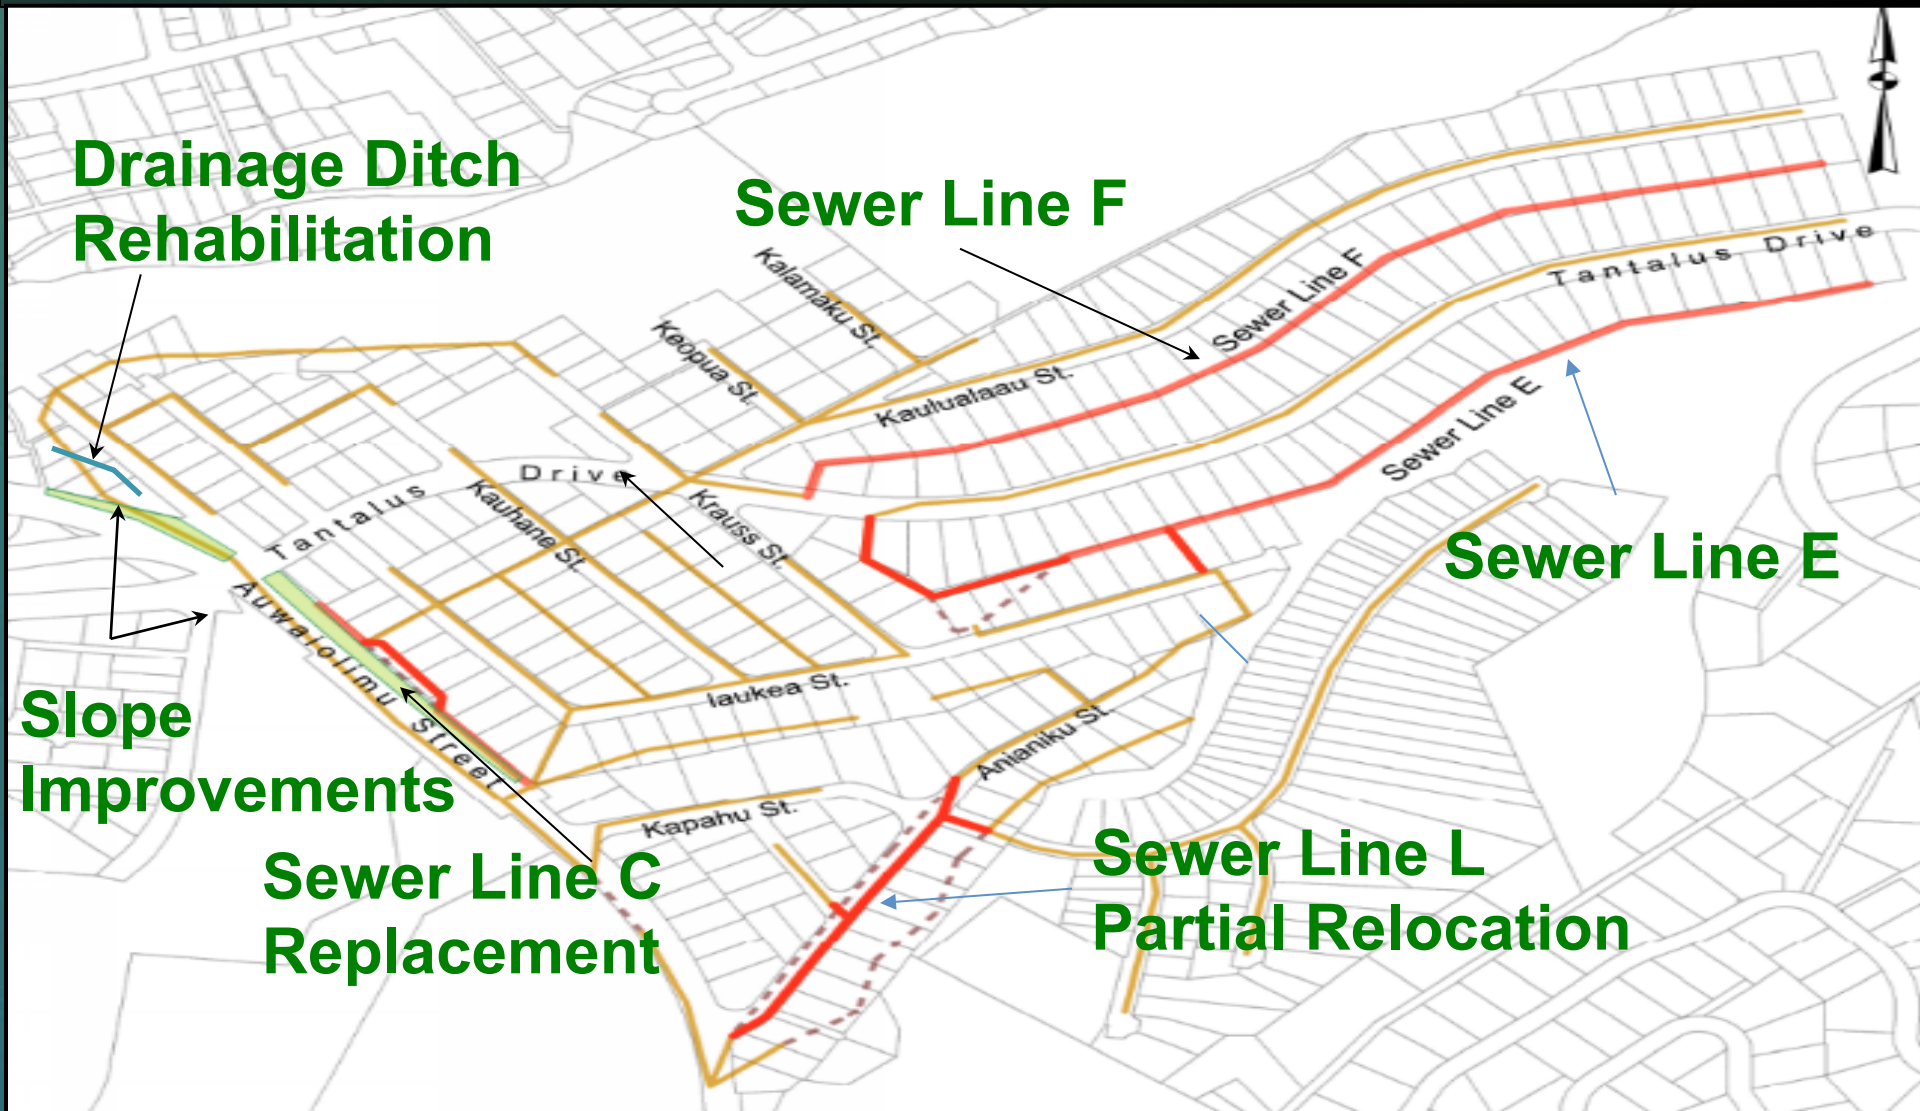 Drainage Ditch
Rehabilitation
Sewer Line F
Kalamaku St.
Keopua St.
Kaulualaau St.
Sewer Line F
Tantalus Drive
Sewer Line E
Sewer Line E
Tantalus Drive
Kauhane St.
Krauss St.
Auwaiolimu Street
Iaukea St.
Anianiku St.
Kapahu St.
Slope
Improvements
Sewer Line C
Replacement
Sewer Line L
Partial Relocation